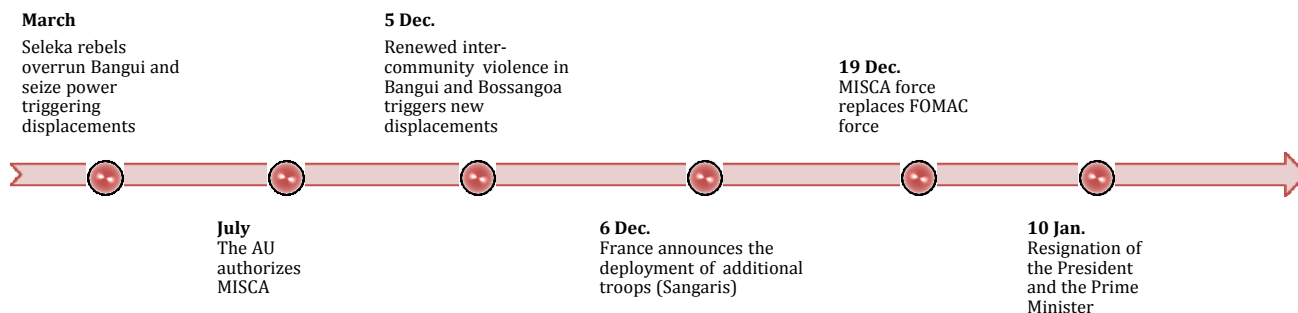 March
Seleka rebels
overrun Bangui and
seize power
triggering
displacements
July
The AU
authorizes
MISCA
5 Dec.
Renewed inter-
community violence in
Bangui and Bossangoa
triggers new
displacements
6 Dec.
France announces the
deployment of additional
troops (Sangaris)
19 Dec.
MISCA force
replaces FOMAC
force
10 Jan.
Resignation of
the President
and the Prime
Minister